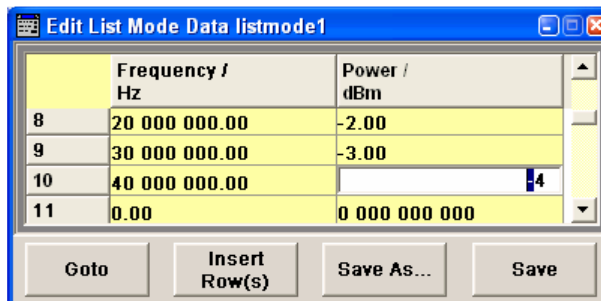 Edit List Mode Data listmode1
Frequency / Hz Power / dBm
8 20 000 000.00 -2.00
9 30 000 000.00 -3.00
10 40 000 000.00 -4
11 0.00 0 000 000 000
Goto Insert Row(s) Save As... Save